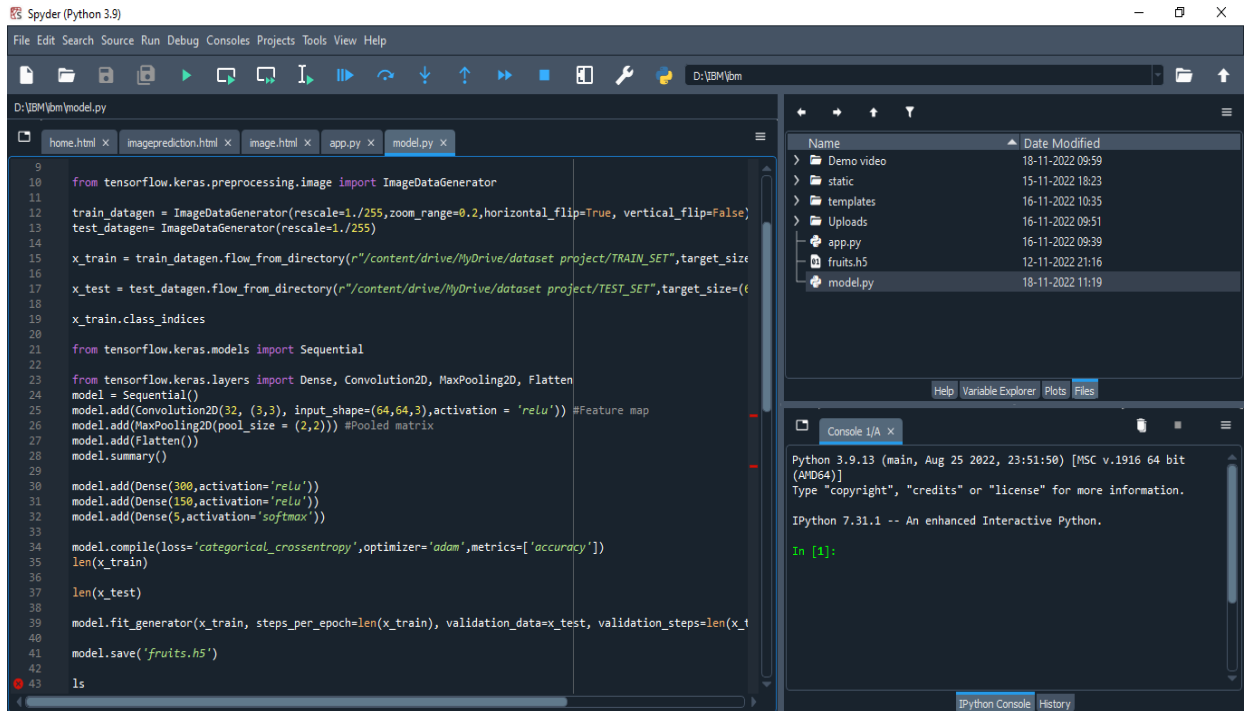 Spyder (Python 3.9)
File Edit Search Source Run Debug Consoles Projects Tools View Help
D:\IBM\ibm
D:\IBM\ibm\model.py
home.html
imageprediction.html
image.html
app.py
model.py
9
10 from tensorflow.keras.preprocessing.image import ImageDataGenerator
11
12 train_datagen = ImageDataGenerator(rescale=1./255,zoom_range=0.2,horizontal_flip=True, vertical_flip=False)
13 test_datagen= ImageDataGenerator(rescale=1./255)
14
15 x_train = train_datagen.flow_from_directory(r"/content/drive/MyDrive/dataset project/TRAIN_SET",target_size
16
17 x_test = test_datagen.flow_from_directory(r"/content/drive/MyDrive/dataset project/TEST_SET",target_size=(6
18
19 x_train.class_indices
20
21 from tensorflow.keras.models import Sequential
22
23 from tensorflow.keras.layers import Dense, Convolution2D, MaxPooling2D, Flatten
24 model = Sequential()
25 model.add(Convolution2D(32, (3,3), input_shape=(64,64,3),activation = 'relu')) #Feature map
26 model.add(MaxPooling2D(pool_size = (2,2))) #Pooled matrix
27 model.add(Flatten())
28 model.summary()
29
30 model.add(Dense(300,activation='relu'))
31 model.add(Dense(150,activation='relu'))
32 model.add(Dense(5,activation='softmax'))
33
34 model.compile(loss='categorical_crossentropy',optimizer='adam',metrics=['accuracy'])
35 len(x_train)
36
37 len(x_test)
38
39 model.fit_generator(x_train, steps_per_epoch=len(x_train), validation_data=x_test, validation_steps=len(x_t
40
41 model.save('fruits.h5')
42
43 ls
Name Date Modified
Demo video 18-11-2022 09:59
static 15-11-2022 18:23
templates 16-11-2022 10:35
Uploads 16-11-2022 09:51
app.py 16-11-2022 09:39
fruits.h5 12-11-2022 21:16
model.py 18-11-2022 11:19
Help Variable Explorer Plots Files
Console 1/A
Python 3.9.13 (main, Aug 25 2022, 23:51:50) [MSC v.1916 64 bit
(AMD64)]
Type "copyright", "credits" or "license" for more information.
IPython 7.31.1 -- An enhanced Interactive Python.
In [1]:
IPython Console History